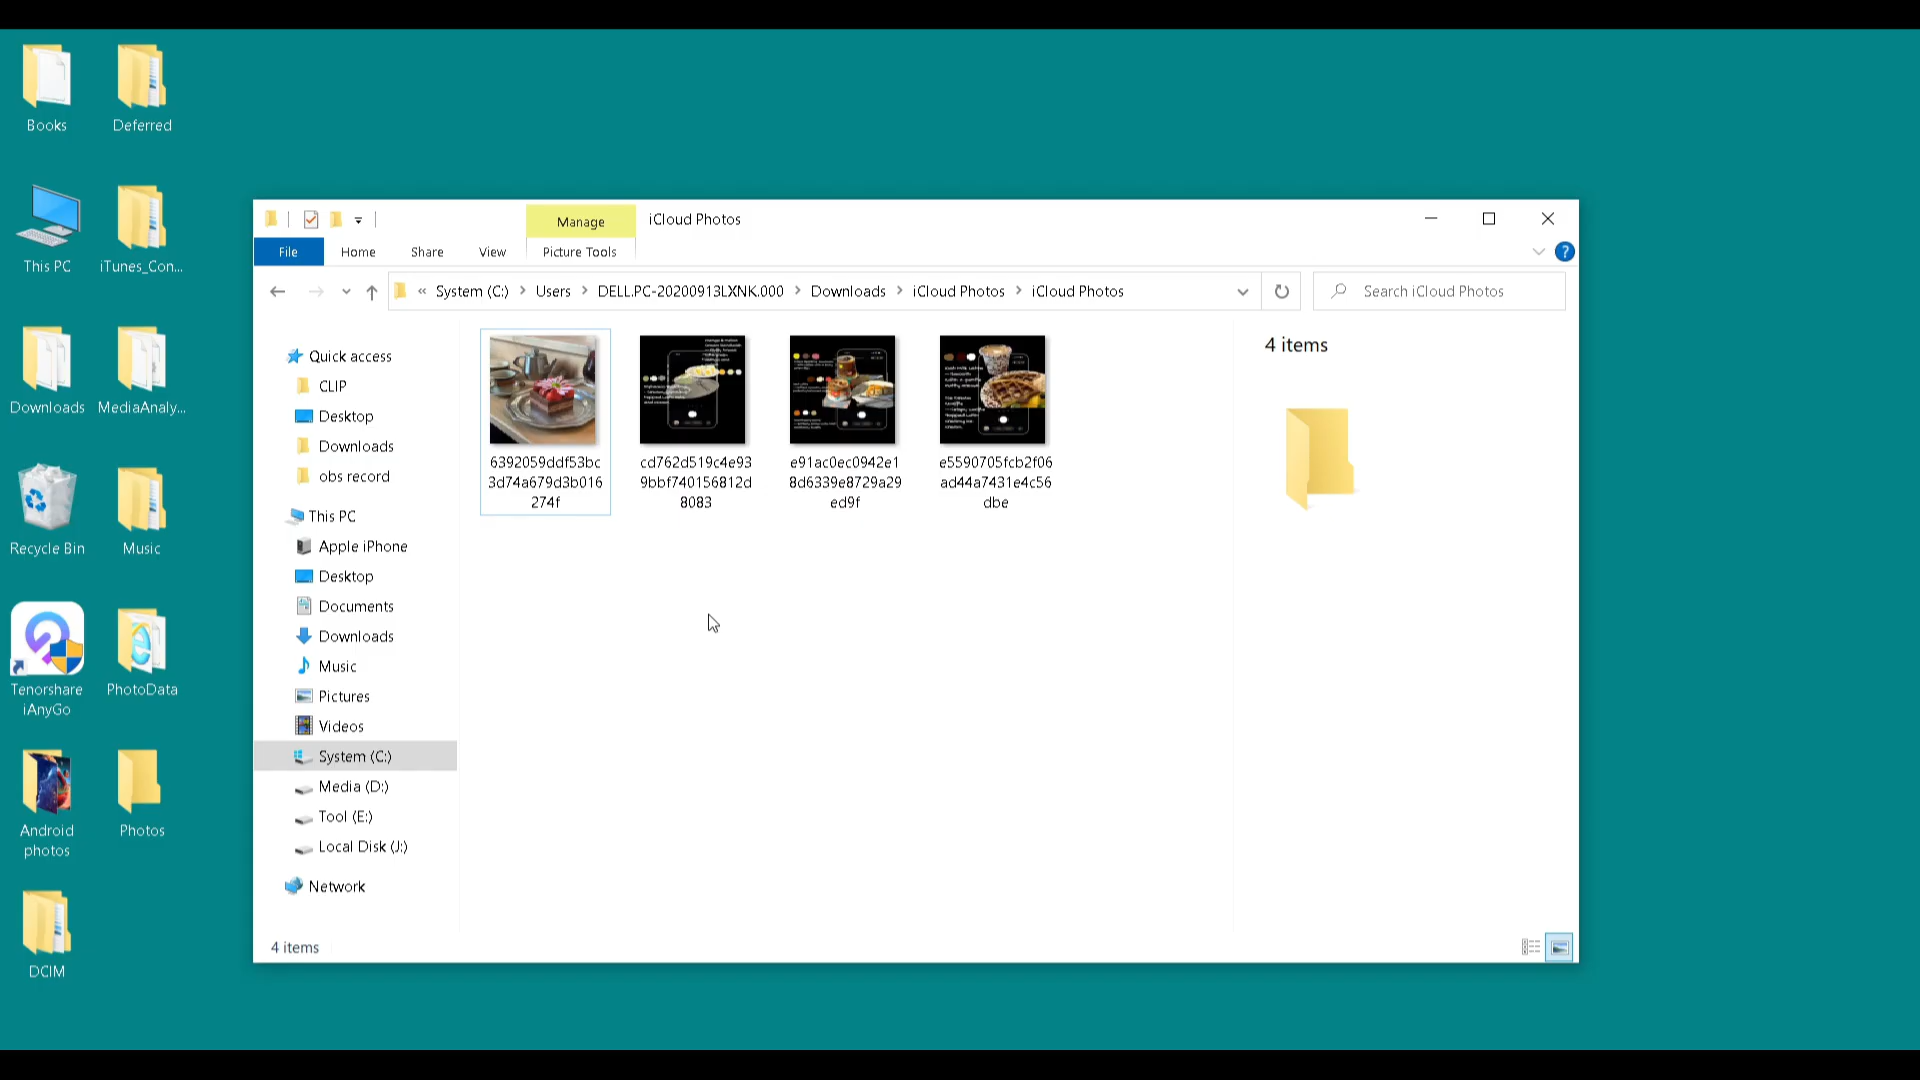 Books
Deferred
This PC
iTunes_Con...
Downloads
MediaAnaly...
Recycle Bin
Music
Tenorshare
iAnyGo
PhotoData
Android
photos
Photos
DCIM
Manage
iCloud Photos
File
Home
Share
View
Picture Tools
?
« System (C:) > Users > DELL.PC-20200913LXNK.000 > Downloads > iCloud Photos > iCloud Photos
Search iCloud Photos
Quick access
CLIP
Desktop
Downloads
obs record
This PC
Apple iPhone
Desktop
Documents
Downloads
Music
Pictures
Videos
System (C:)
Media (D:)
Tool (E:)
Local Disk (J:)
Network
6392059ddf53bc
3d74a679d3b016
274f
cd762d519c4e93
9bbf740156812d
8083
e91ac0ec0942e1
8d6339e8729a29
ed9f
e5590705fcb2f06
ad44a7431e4c56
dbe
4 items
4 items